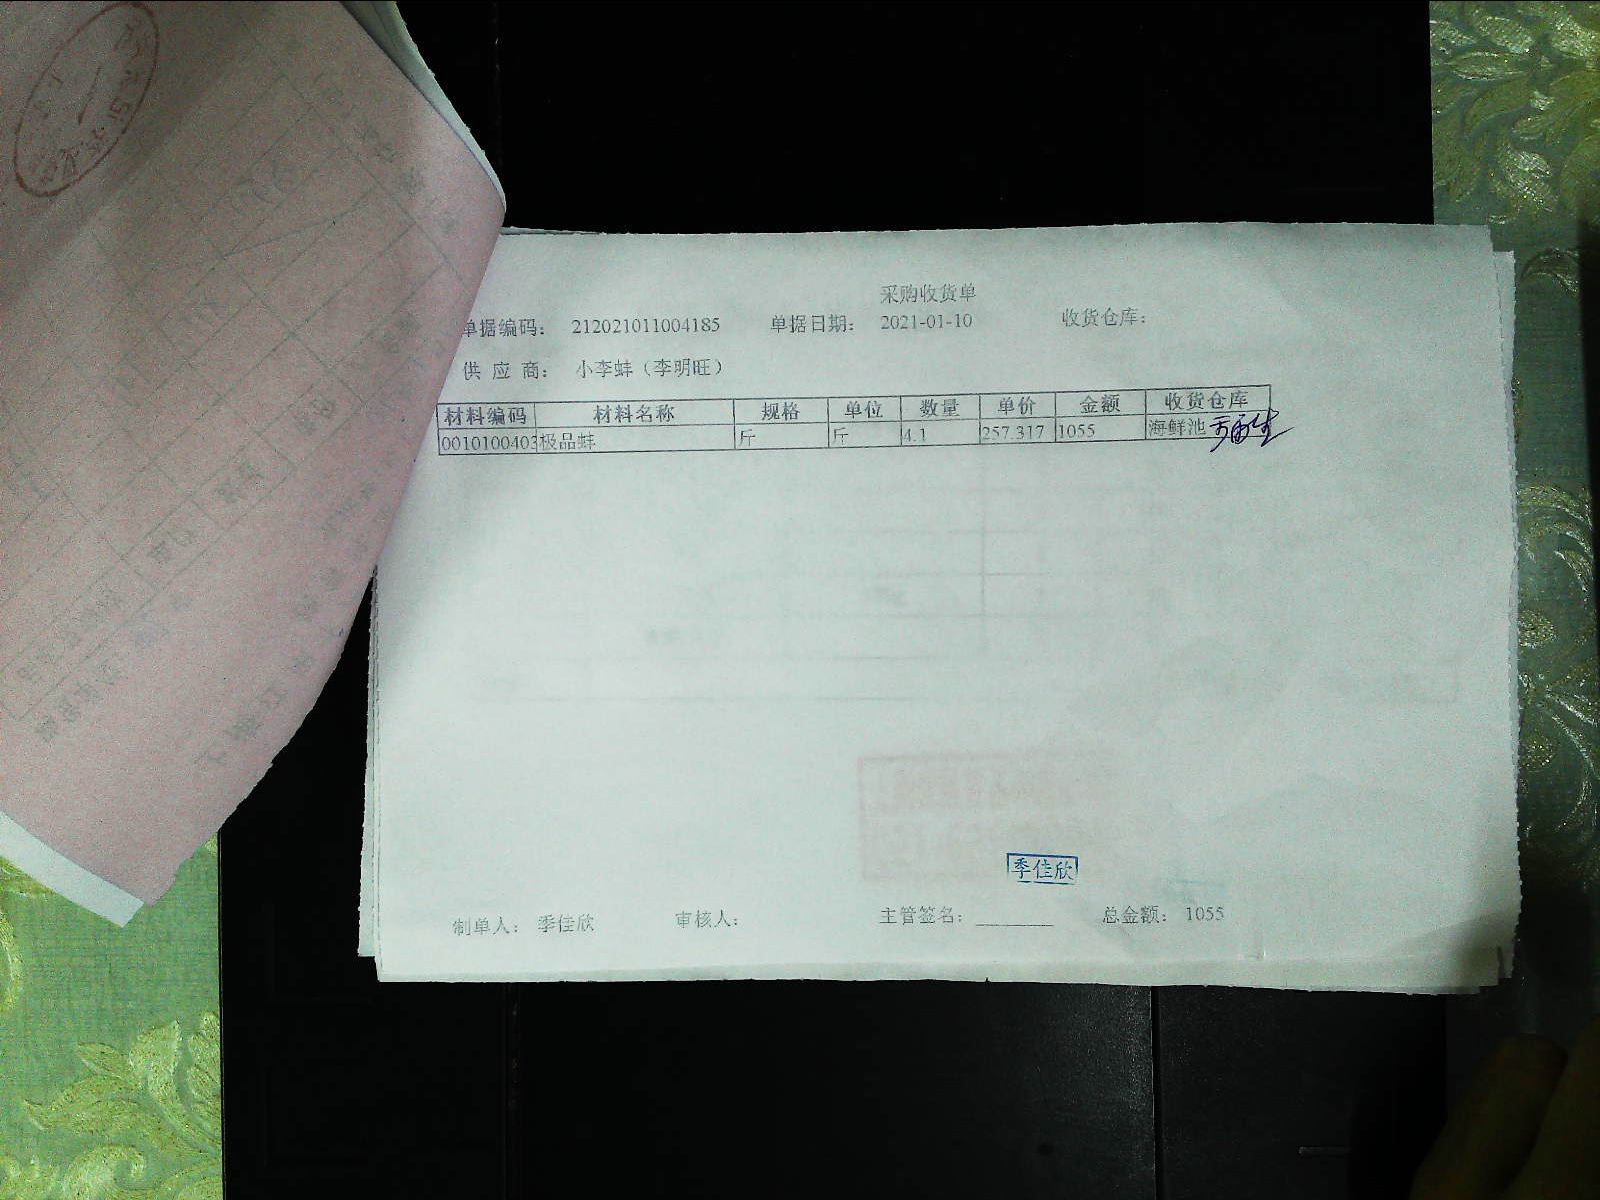 采购收货单
单据编码： 212021011004185 单据日期： 2021-01-10 收货仓库：
供 应 商： 小李蚌（李明旺）
材料编码 材料名称 规格 单位 数量 单价 金额 收货仓库
0010100403 极品蚌 斤 斤 4.1 257.317 1055 海鲜池
季佳欣
制单人： 季佳欣 审核人： 主管签名： 总金额： 1055